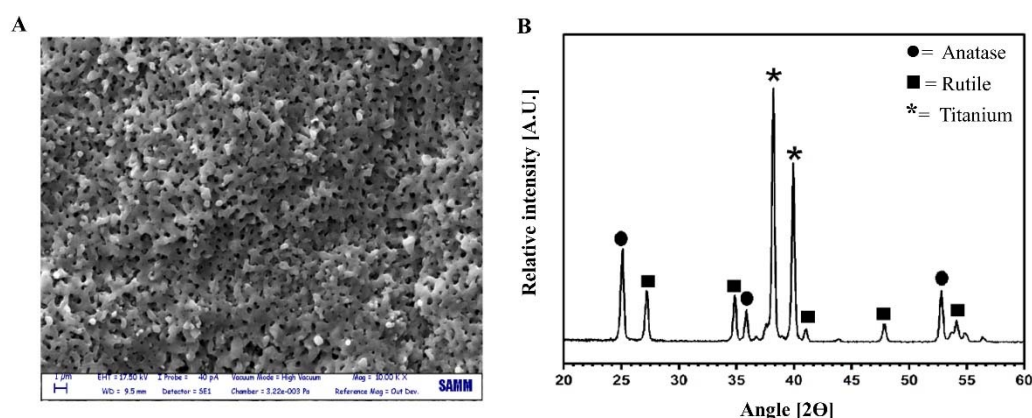 A
1 µm
EHT = 17.50 kV I Probe = 40 pA Vacuum Mode = High Vacuum Mag = 10.00 K X
WD = 9.5 mm Detector = SE1 Chamber = 3.22e-003 Pa Reference Mag = Out Dev.
SAMM
B
● = Anatase
■ = Rutile
* = Titanium
Relative intensity [A.U.]
20 25 30 35 40 45 50 55 60
Angle [2Θ]